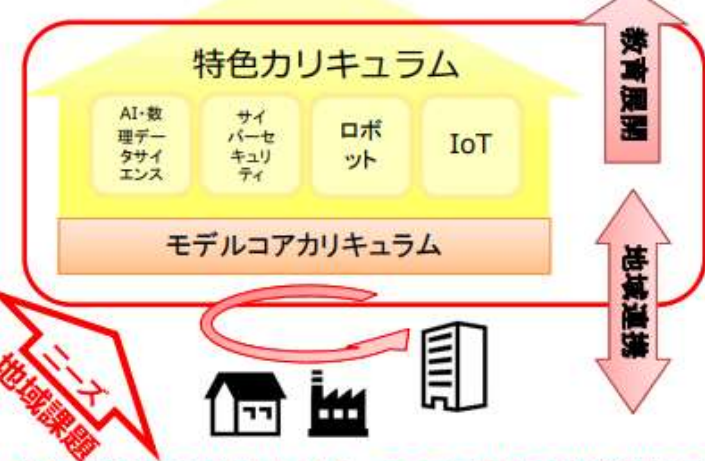 特色カリキュラム
AI・数
理デー
タサイ
エンス
サイ
バーセ
キュリ
ティ
ロボ
ット
IoT
モデルコアカリキュラム
教育展開
地域連携
ニーズ
地域課題